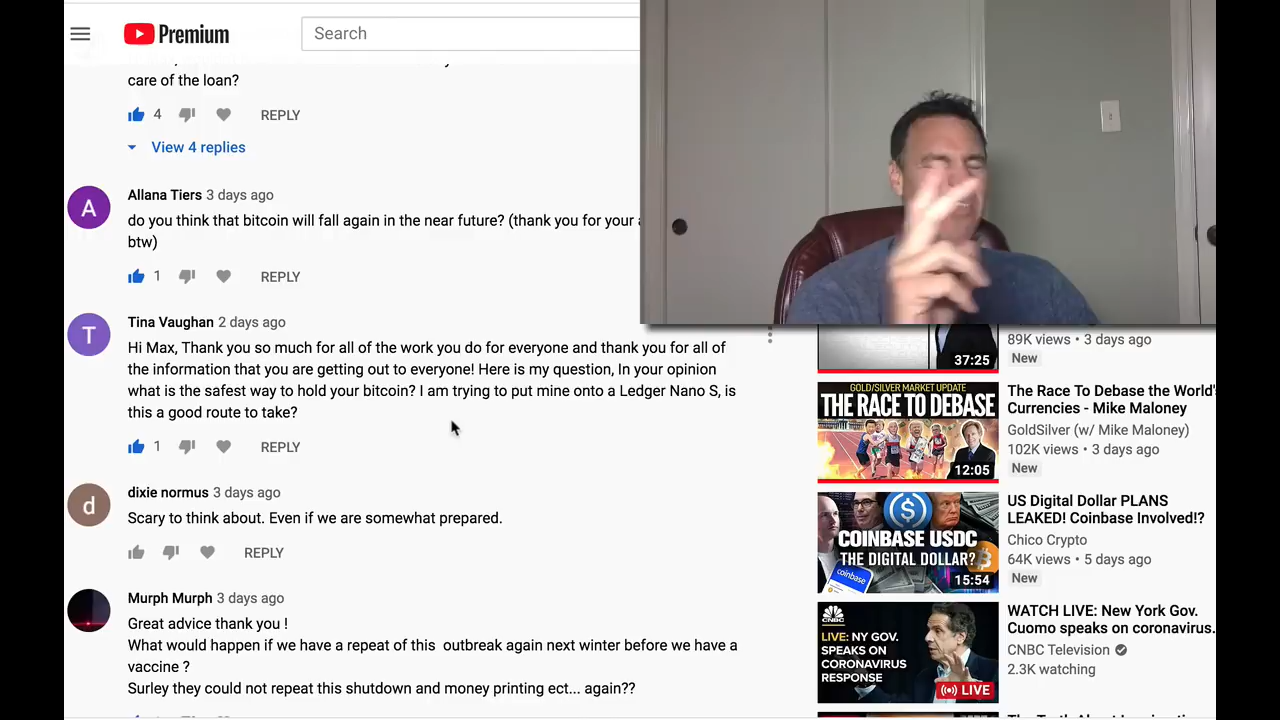 Premium
Search
care of the loan?
4
REPLY
View 4 replies
A
Allana Tiers 3 days ago
do you think that bitcoin will fall again in the near future? (thank you for your
btw)
1
REPLY
T
Tina Vaughan 2 days ago
Hi Max, Thank you so much for all of the work you do for everyone and thank you for all of
the information that you are getting out to everyone! Here is my question, In your opinion
what is the safest way to hold your bitcoin? I am trying to put mine onto a Ledger Nano S, is
this a good route to take?
1
REPLY
d
dixie normus 3 days ago
Scary to think about. Even if we are somewhat prepared.
REPLY
Murph Murph 3 days ago
Great advice thank you !
What would happen if we have a repeat of this outbreak again next winter before we have a
vaccine ?
Surley they could not repeat this shutdown and money printing ect... again??
37:25
89K views • 3 days ago
New
GOLD/SILVER MARKET UPDATE
THE RACE TO DEBASE
12:05
The Race To Debase the World's
Currencies - Mike Maloney
GoldSilver (w/ Mike Maloney)
102K views • 3 days ago
New
COINBASE USDC
THE DIGITAL DOLLAR?
coinbase
15:54
US Digital Dollar PLANS
LEAKED! Coinbase Involved!?
Chico Crypto
64K views • 5 days ago
New
CNBC
LIVE: NY GOV.
SPEAKS ON
CORONAVIRUS
RESPONSE
LIVE
WATCH LIVE: New York Gov.
Cuomo speaks on coronavirus.
CNBC Television
2.3K watching